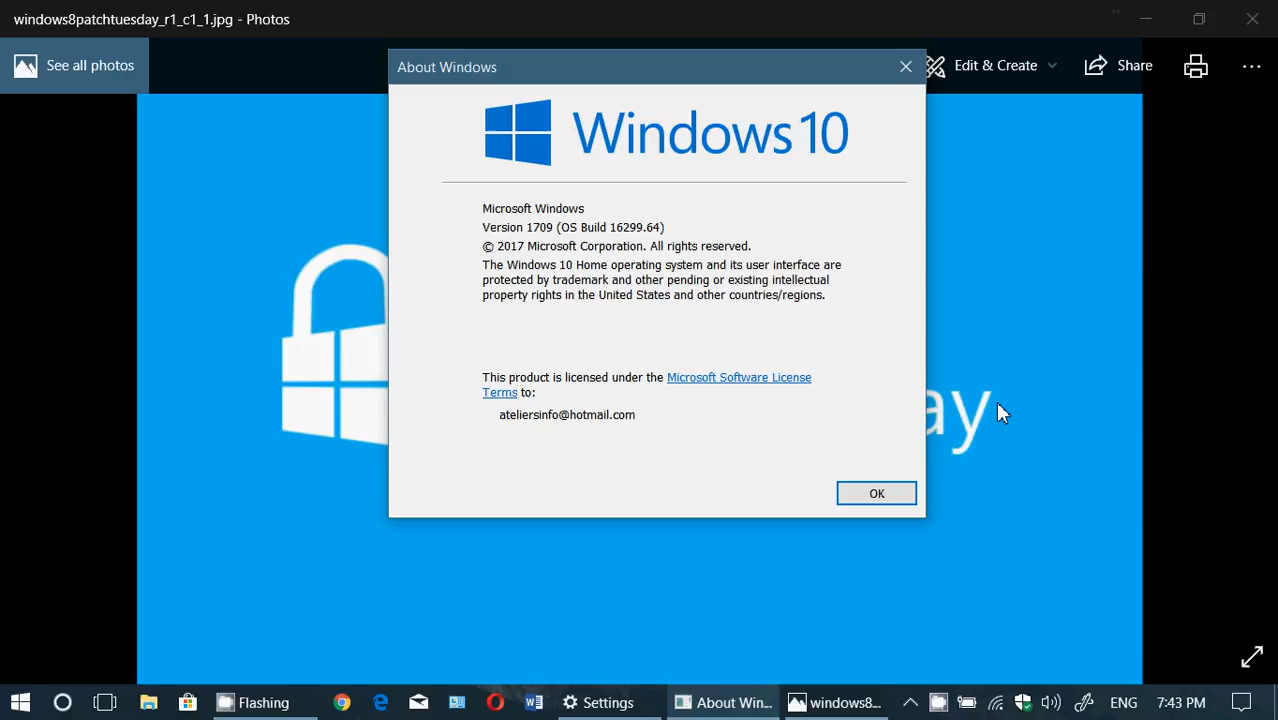 windows8patchtuesday_r1_c1_1.jpg - Photos
See all photos
Edit & Create
Share
About Windows
Windows 10
Microsoft Windows
Version 1709 (OS Build 16299.64)
© 2017 Microsoft Corporation. All rights reserved.
The Windows 10 Home operating system and its user interface are
protected by trademark and other pending or existing intellectual
property rights in the United States and other countries/regions.
This product is licensed under the Microsoft Software License
Terms to:
ateliersinfo@hotmail.com
ay
OK
Flashing
Settings
About Win...
windows8...
ENG
7:43 PM